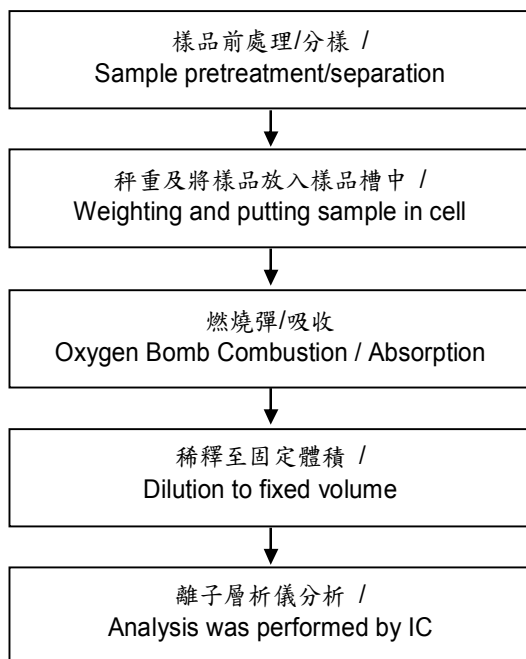 樣品前處理/分樣 /
Sample pretreatment/separation
秤重及將樣品放入樣品槽中 /
Weighting and putting sample in cell
燃燒彈/吸收
Oxygen Bomb Combustion / Absorption
稀釋至固定體積 /
Dilution to fixed volume
離子層析儀分析 /
Analysis was performed by IC